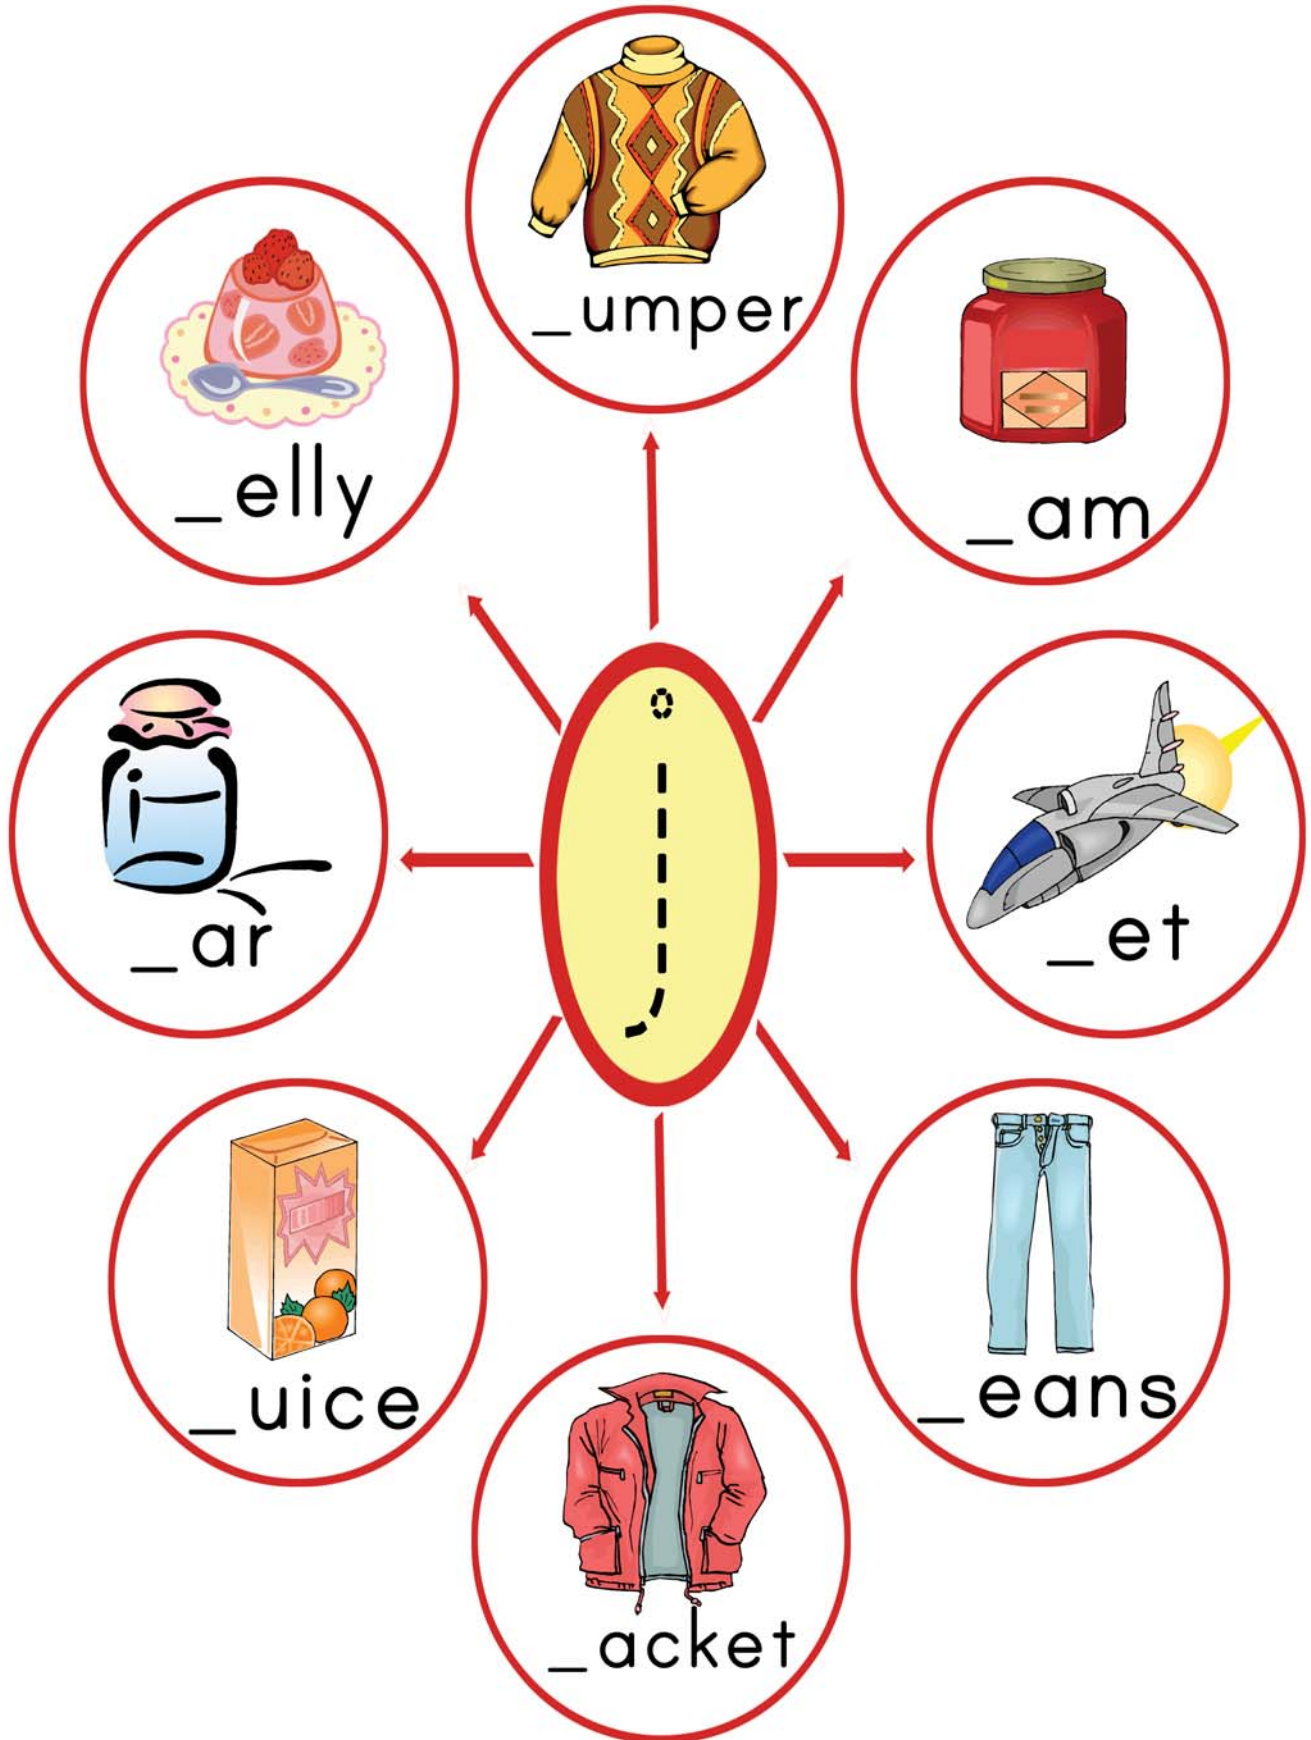 _umper
_elly
_am
j
_ar
_et
_uice
_eans
_acket